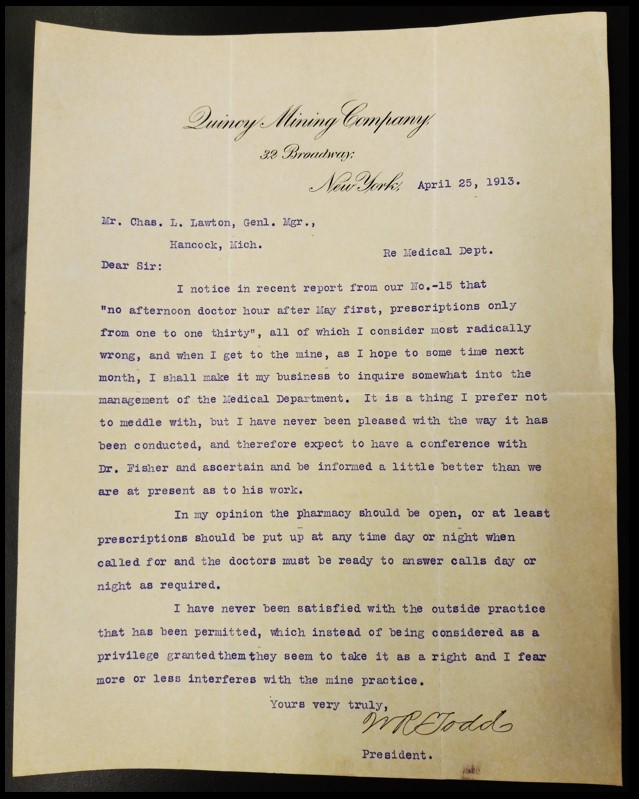 Quincy Mining Company,
32 Broadway,
New York, April 25, 1913.
Mr. Chas. L. Lawton, Genl. Mgr.,
Hancock, Mich.
Re Medical Dept.
Dear Sir:
I notice in recent report from our No.-15 that
"no afternoon doctor hour after May first, prescriptions only
from one to one thirty", all of which I consider most radically
wrong, and when I get to the mine, as I hope to some time next
month, I shall make it my business to inquire somewhat into the
management of the Medical Department. It is a thing I prefer not
to meddle with, but I have never been pleased with the way it has
been conducted, and therefore expect to have a conference with
Dr. Fisher and ascertain and be informed a little better than we
are at present as to his work.
In my opinion the pharmacy should be open, or at least
prescriptions should be put up at any time day or night when
called for and the doctors must be ready to answer calls day or
night as required.
I have never been satisfied with the outside practice
that has been permitted, which instead of being considered as a
privilege granted them they seem to take it as a right and I fear
more or less interferes with the mine practice.
Yours very truly,
W R Todd
President.